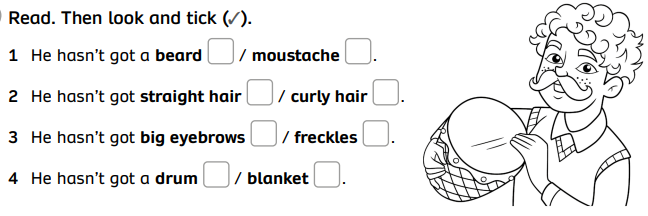 Read. Then look and tick (✓).
1 He hasn't got a beard / moustache .
2 He hasn't got straight hair / curly hair .
3 He hasn't got big eyebrows / freckles .
4 He hasn't got a drum / blanket .